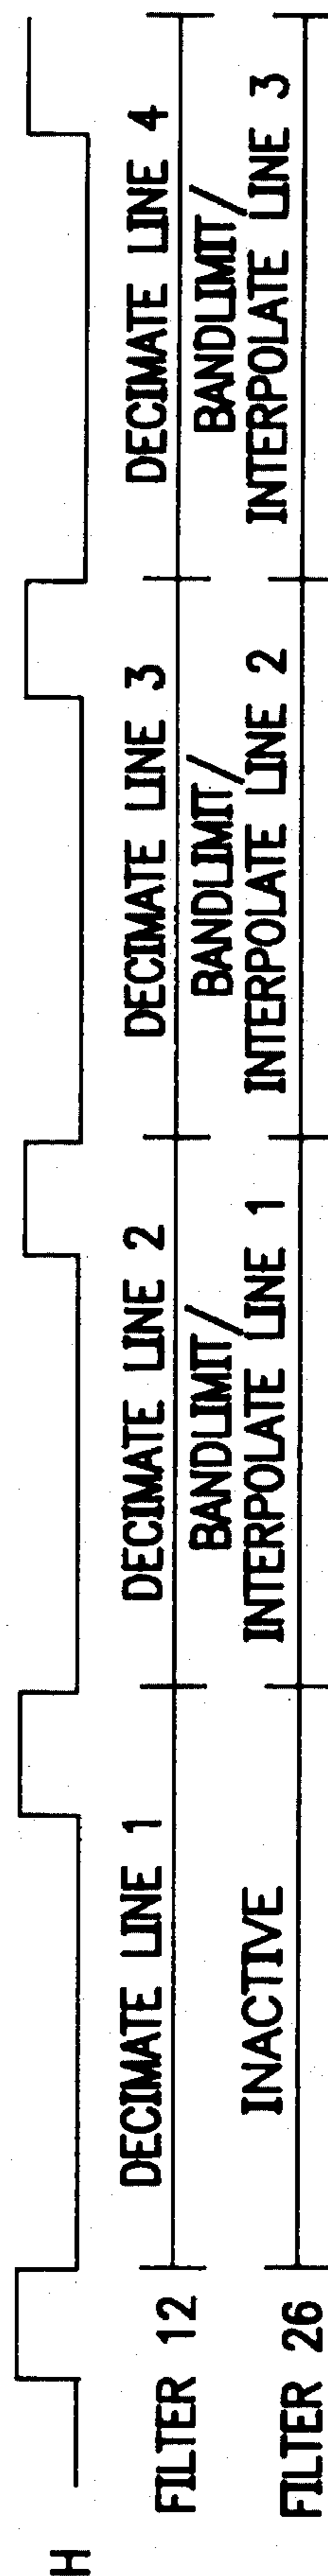 H
FILTER 12
DECIMATE LINE 1
DECIMATE LINE 2
DECIMATE LINE 3
DECIMATE LINE 4
FILTER 26
INACTIVE
BANDLIMIT/
INTERPOLATE LINE 1
BANDLIMIT/
INTERPOLATE LINE 2
BANDLIMIT/
INTERPOLATE LINE 3